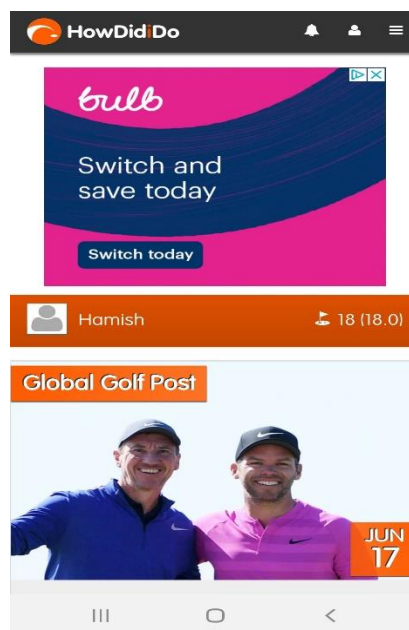 HowDidiDo
bulb
Switch and
save today
Switch today
Hamish
18 (18.0)
Global Golf Post
JUN
17